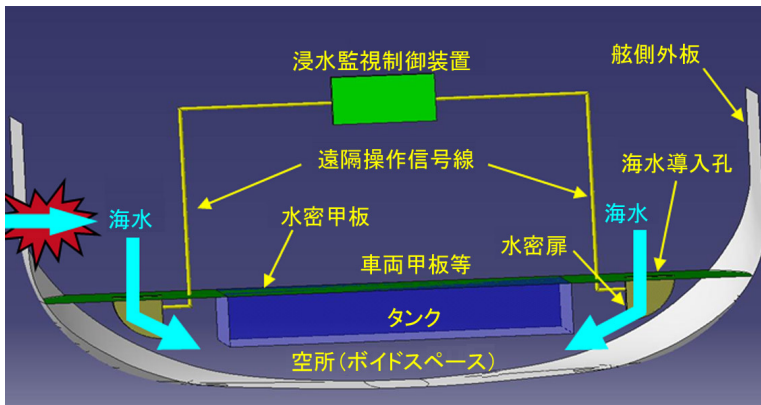 浸水監視制御装置
舷側外板
遠隔操作信号線
海水導入孔
海水
水密甲板
海水
水密扉
車両甲板等
タンク
空所(ボイドスペース)